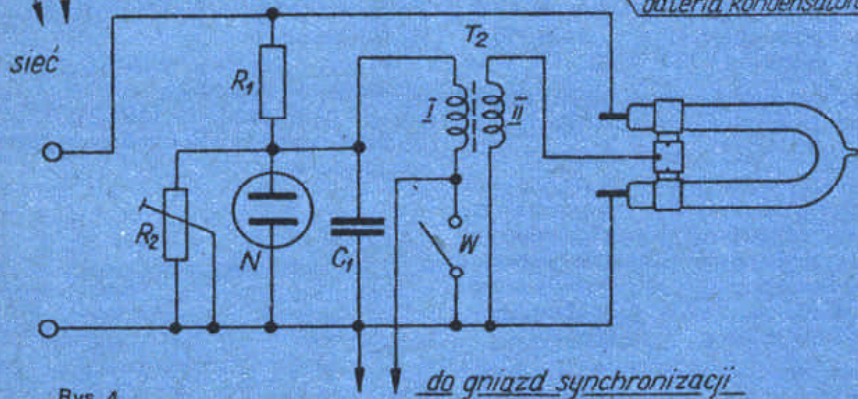 bateria kondensatorów
T2
sieć
R1
I
II
R2
N
C1
W
do gniazd synchronizacji
Rys. 4